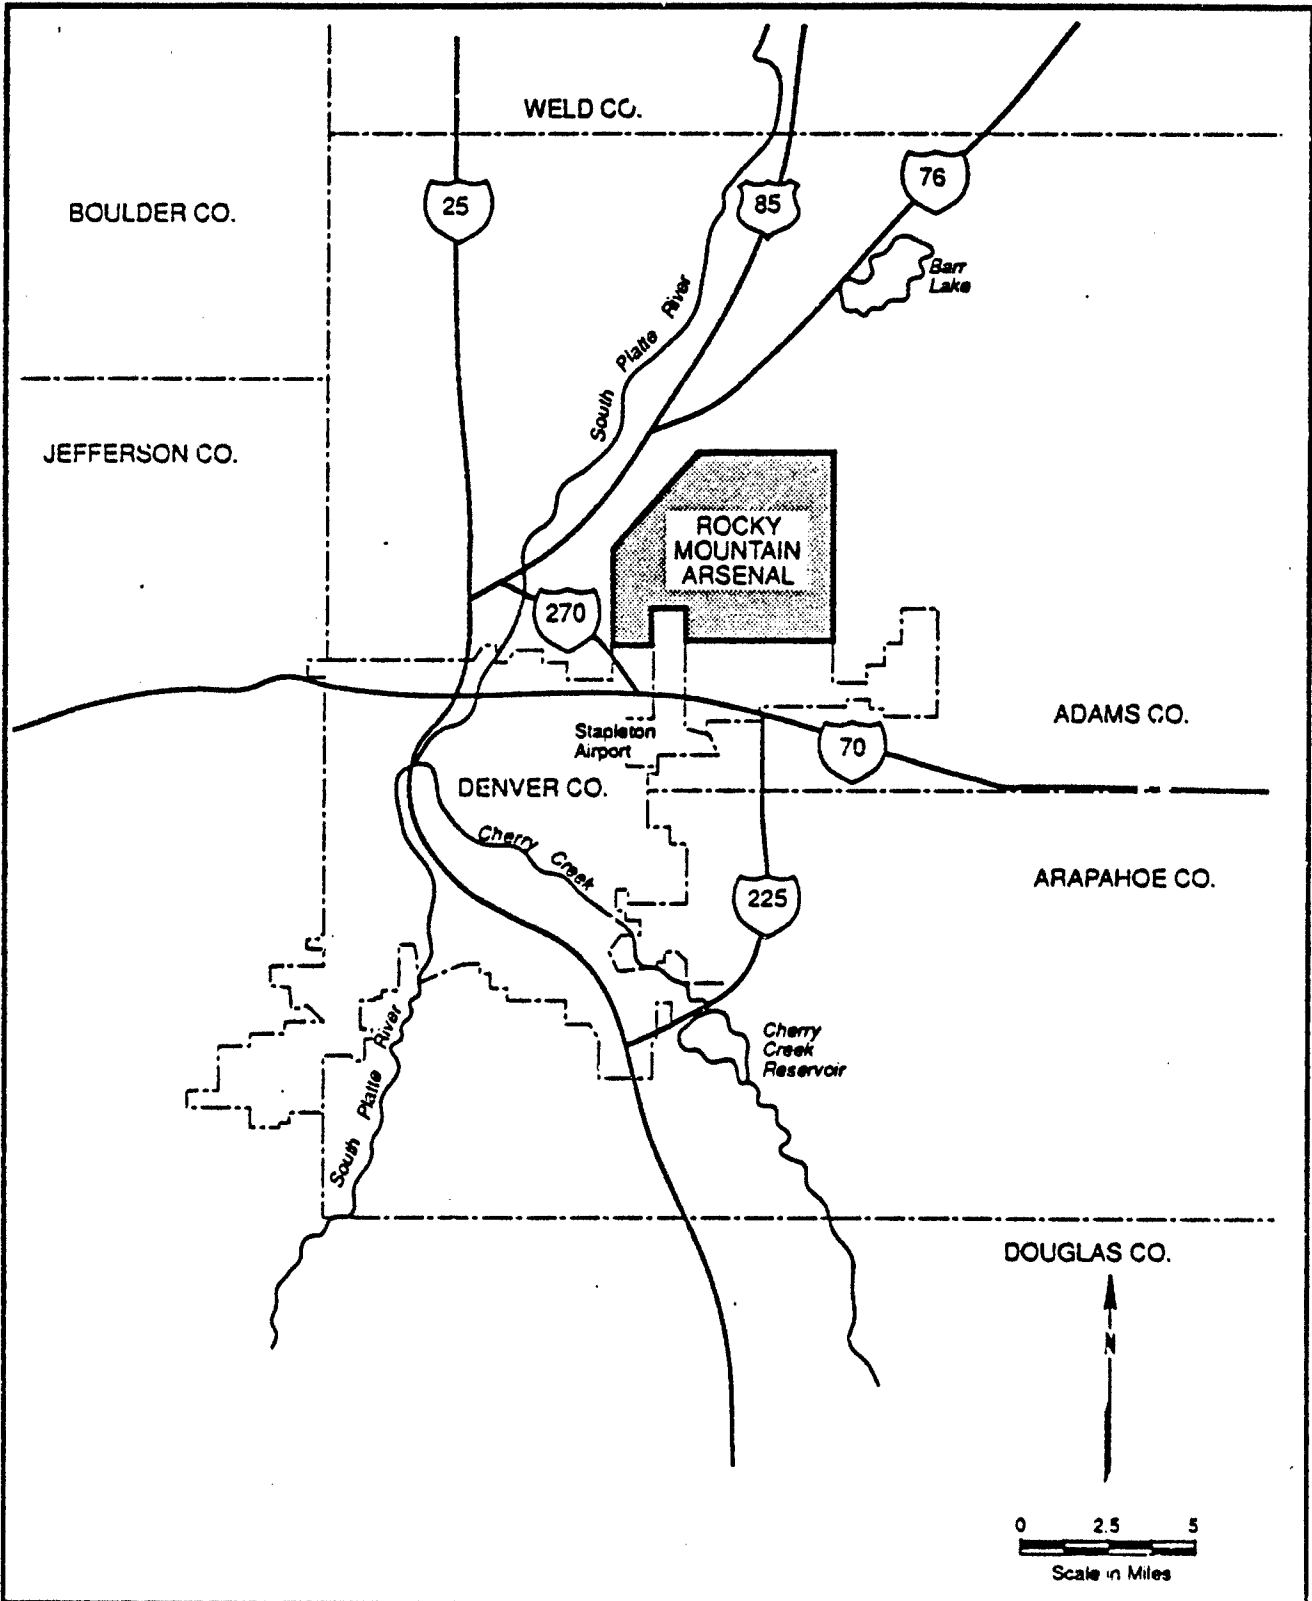 WELD CO.
76
25
85
BOULDER CO.
Barr
Lake
South Platte River
JEFFERSON CO.
ROCKY
MOUNTAIN
ARSENAL
270
ADAMS CO.
Stapleton
Airport
70
DENVER CO.
Cherry Creek
ARAPAHOE CO.
225
South Platte River
Cherry
Creek
Reservoir
DOUGLAS CO.
N
0 2.5 5
Scale in Miles